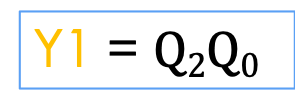 Y1 = Q₂Q₀